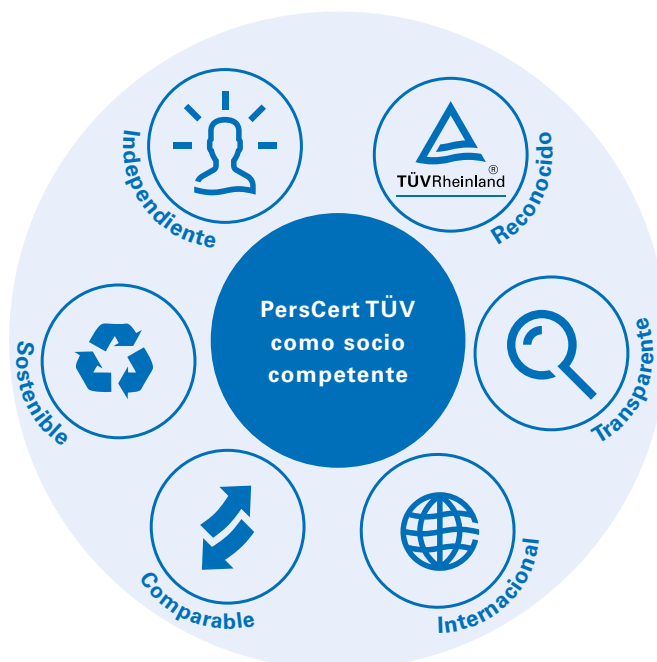 Independiente
TÜVRheinland®
Reconocido
PersCert TÜV
como socio
competente
Sostenible
Transparente
Comparable
Internacional